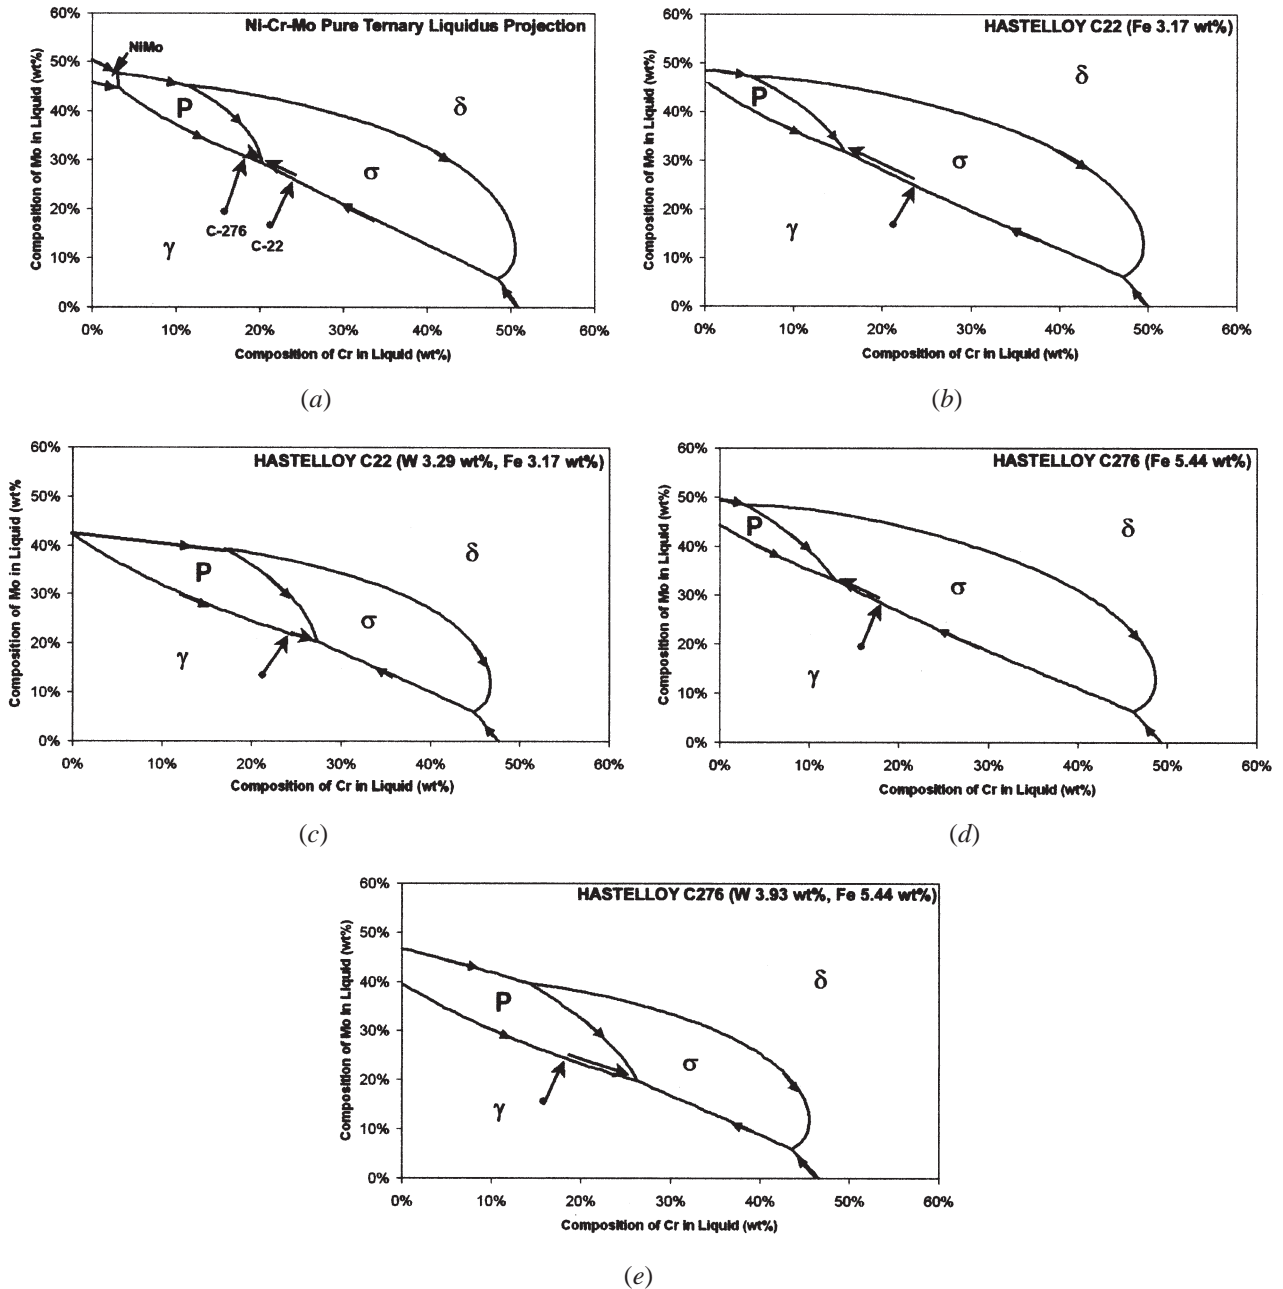 Ni-Cr-Mo Pure Ternary Liquidus Projection
60%
50%
40%
30%
20%
10%
0%
Composition of Mo in Liquid (wt%)
NiMo
P
δ
σ
γ
C-276
C-22
0% 10% 20% 30% 40% 50% 60%
Composition of Cr in Liquid (wt%)
(a)
HASTELLOY C22 (Fe 3.17 wt%)
60%
50%
40%
30%
20%
10%
0%
Composition of Mo in Liquid (wt%)
P
δ
σ
γ
0% 10% 20% 30% 40% 50% 60%
Composition of Cr in Liquid (wt%)
(b)
HASTELLOY C22 (W 3.29 wt%, Fe 3.17 wt%)
60%
50%
40%
30%
20%
10%
0%
Composition of Mo in Liquid (wt%
P
δ
σ
γ
0% 10% 20% 30% 40% 50% 60%
Composition of Cr in Liquid (wt%)
(c)
HASTELLOY C276 (Fe 5.44 wt%)
60%
50%
40%
30%
20%
10%
0%
Composition of Mo in Liquid (wt%)
P
δ
σ
γ
0% 10% 20% 30% 40% 50% 60%
Composition of Cr in Liquid (wt%)
(d)
HASTELLOY C276 (W 3.93 wt%, Fe 5.44 wt%)
60%
50%
40%
30%
20%
10%
0%
Composition of Mo in Liquid (wt%)
P
δ
σ
γ
0% 10% 20% 30% 40% 50% 60%
Composition of Cr in Liquid (wt%)
(e)